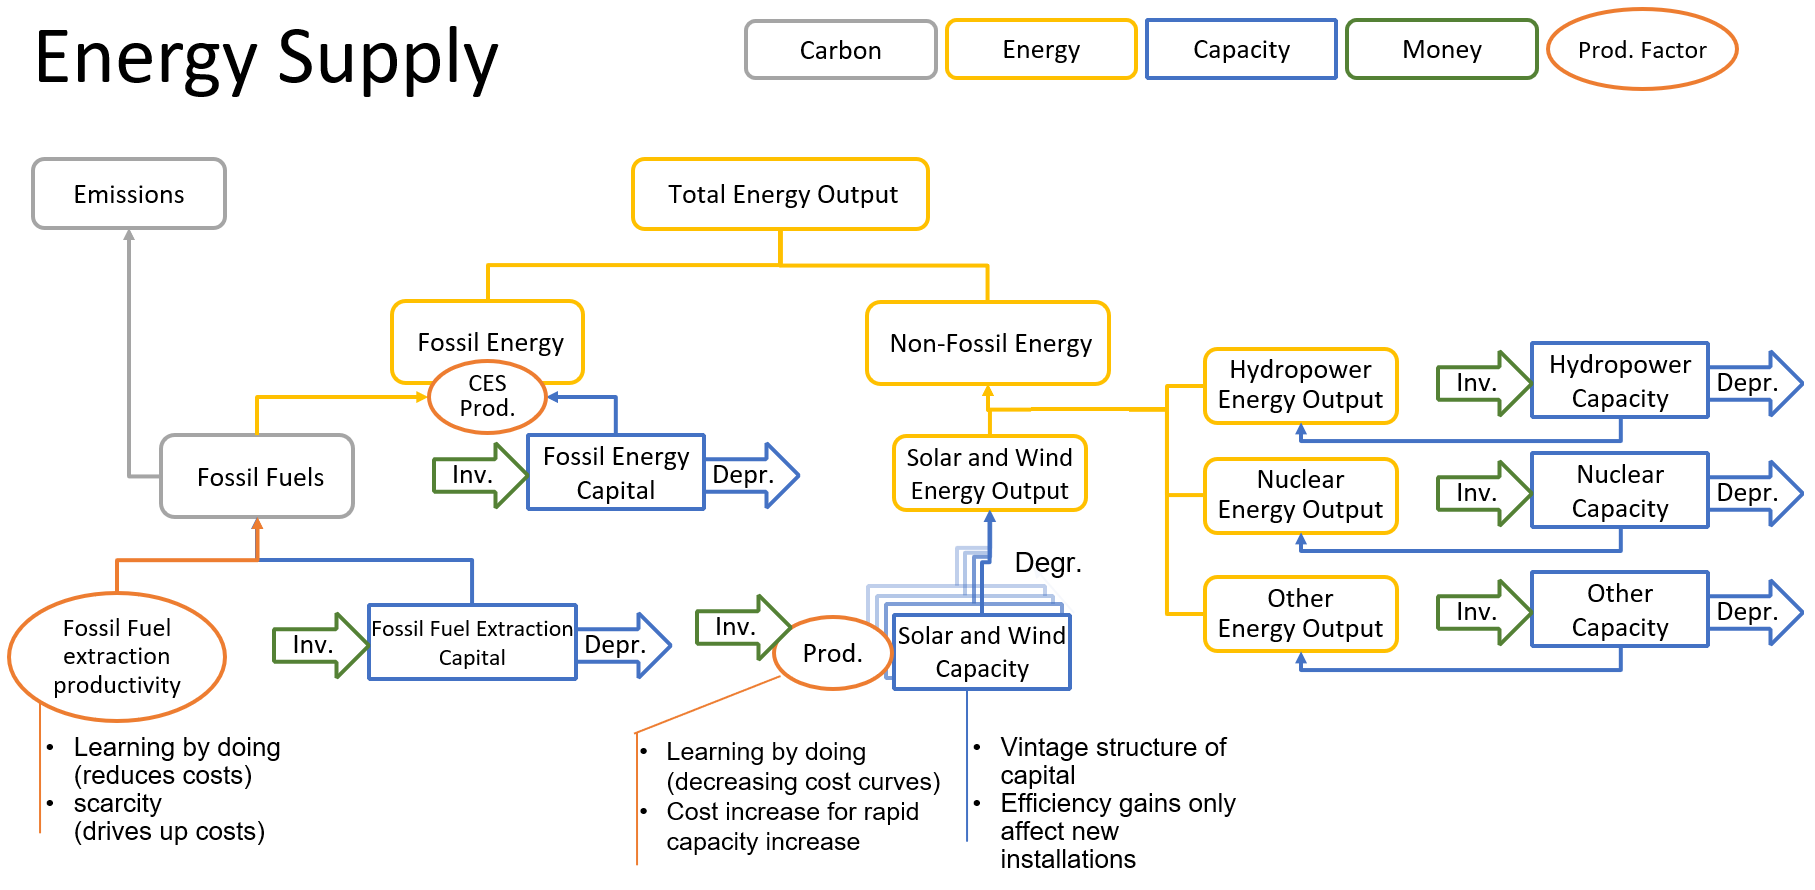 Energy Supply
Carbon
Energy
Capacity
Money
Prod. Factor
Emissions
Total Energy Output
Fossil Energy
CES
Prod.
Non-Fossil Energy
Hydropower
Energy Output
Inv.
Hydropower
Capacity
Depr.
Fossil Fuels
Inv.
Fossil Energy
Capital
Depr.
Solar and Wind
Energy Output
Nuclear
Energy Output
Inv.
Nuclear
Capacity
Depr.
Degr.
Other
Energy Output
Inv.
Other
Capacity
Depr.
Fossil Fuel
extraction
productivity
Inv.
Fossil Fuel Extraction
Capital
Depr.
Inv.
Prod.
Solar and Wind
Capacity
• Learning by doing
(reduces costs)
• scarcity
(drives up costs)
• Learning by doing
(decreasing cost curves)
• Cost increase for rapid
capacity increase
• Vintage structure of
capital
• Efficiency gains only
affect new
installations